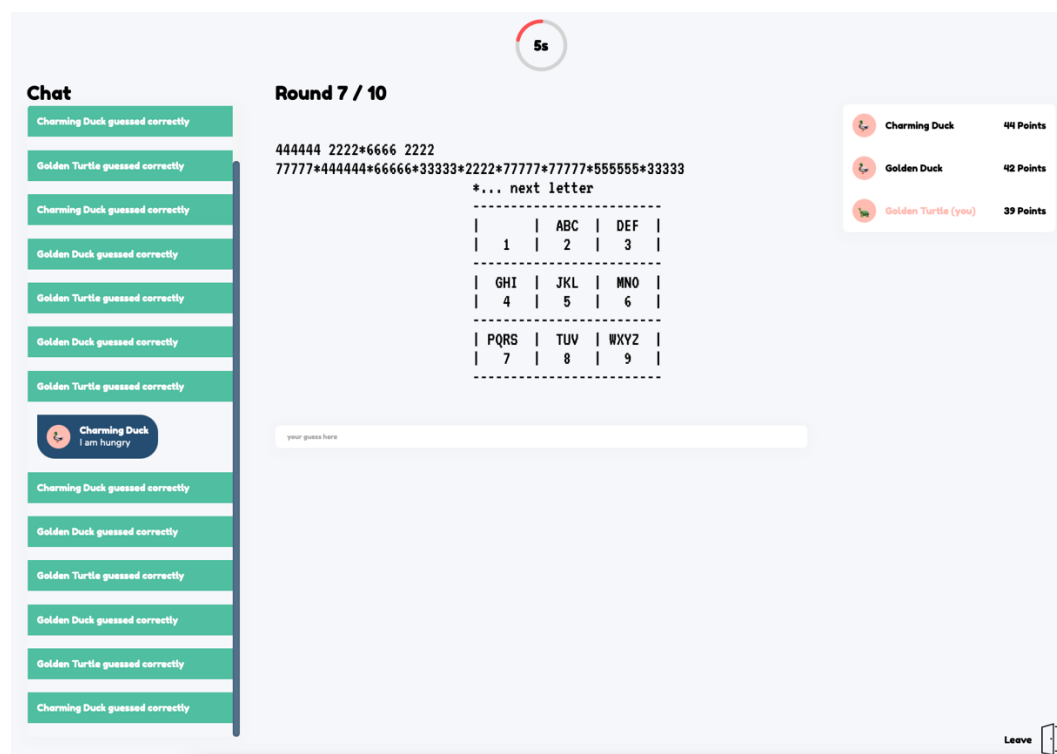 5s
Chat
Charming Duck guessed correctly
Golden Turtle guessed correctly
Charming Duck guessed correctly
Golden Duck guessed correctly
Golden Turtle guessed correctly
Golden Duck guessed correctly
Golden Turtle guessed correctly
Charming Duck
I am hungry
Charming Duck guessed correctly
Golden Duck guessed correctly
Golden Turtle guessed correctly
Golden Duck guessed correctly
Golden Turtle guessed correctly
Charming Duck guessed correctly
Round 7 / 10
444444 2222*6666 2222
77777*444444*66666*33333*2222*77777*77777*555555*33333
*... next letter
---------------------------
| | ABC | DEF |
| 1 | 2 | 3 |
---------------------------
| GHI | JKL | MNO |
| 4 | 5 | 6 |
---------------------------
| PQRS | TUV | WXYZ |
| 7 | 8 | 9 |
---------------------------
your guess here
Charming Duck 44 Points
Golden Duck 42 Points
Golden Turtle (you) 39 Points
Leave